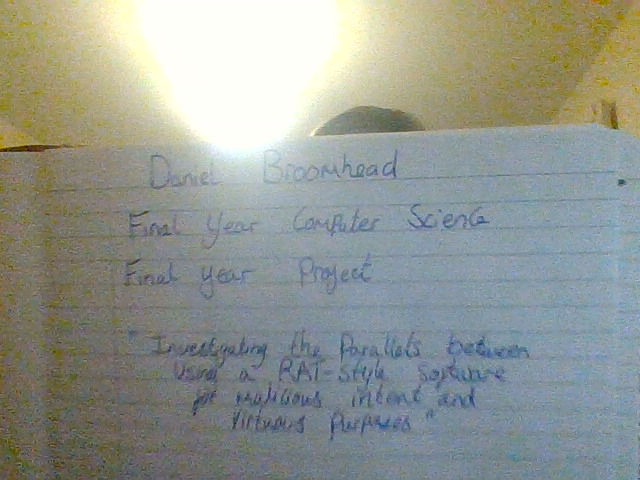 Daniel Broomhead
Final Year Computer Science
Final Year Project
"Investigating the Parallels between
using a RAT-Style software
for malicious intent and
virtuous purposes"